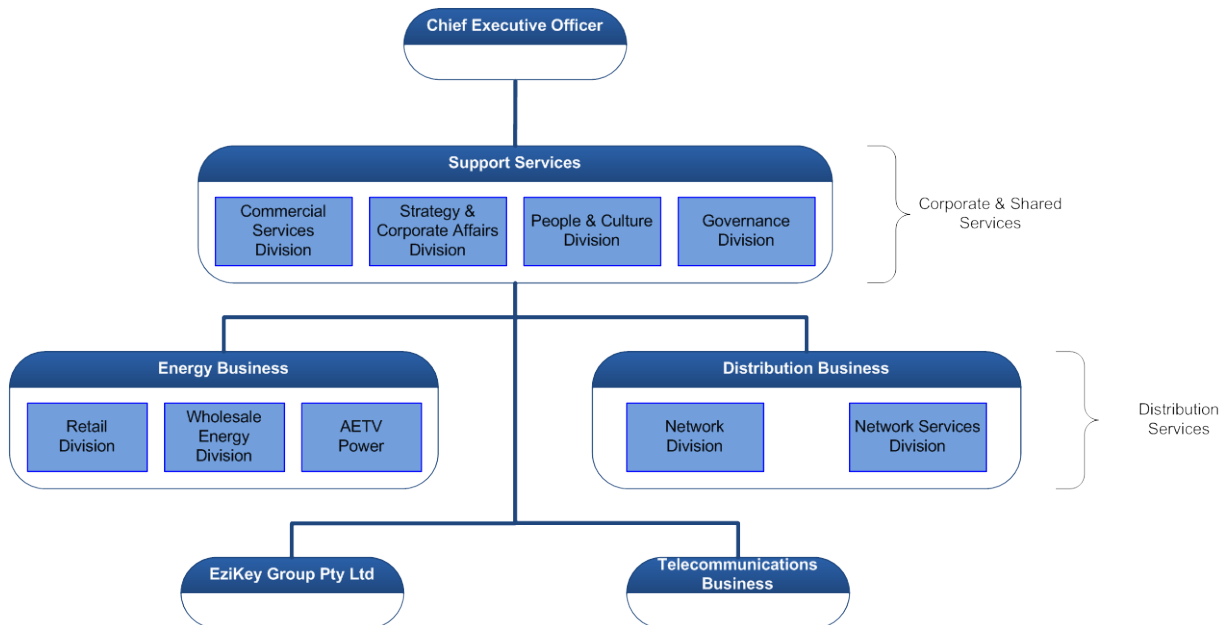 Chief Executive Officer
Support Services
Commercial
Services
Division
Strategy &
Corporate Affairs
Division
People & Culture
Division
Governance
Division
Corporate & Shared
Services
Energy Business
Retail
Division
Wholesale
Energy
Division
AETV
Power
Distribution Business
Network
Division
Network Services
Division
Distribution
Services
EziKey Group Pty Ltd
Telecommunications
Business